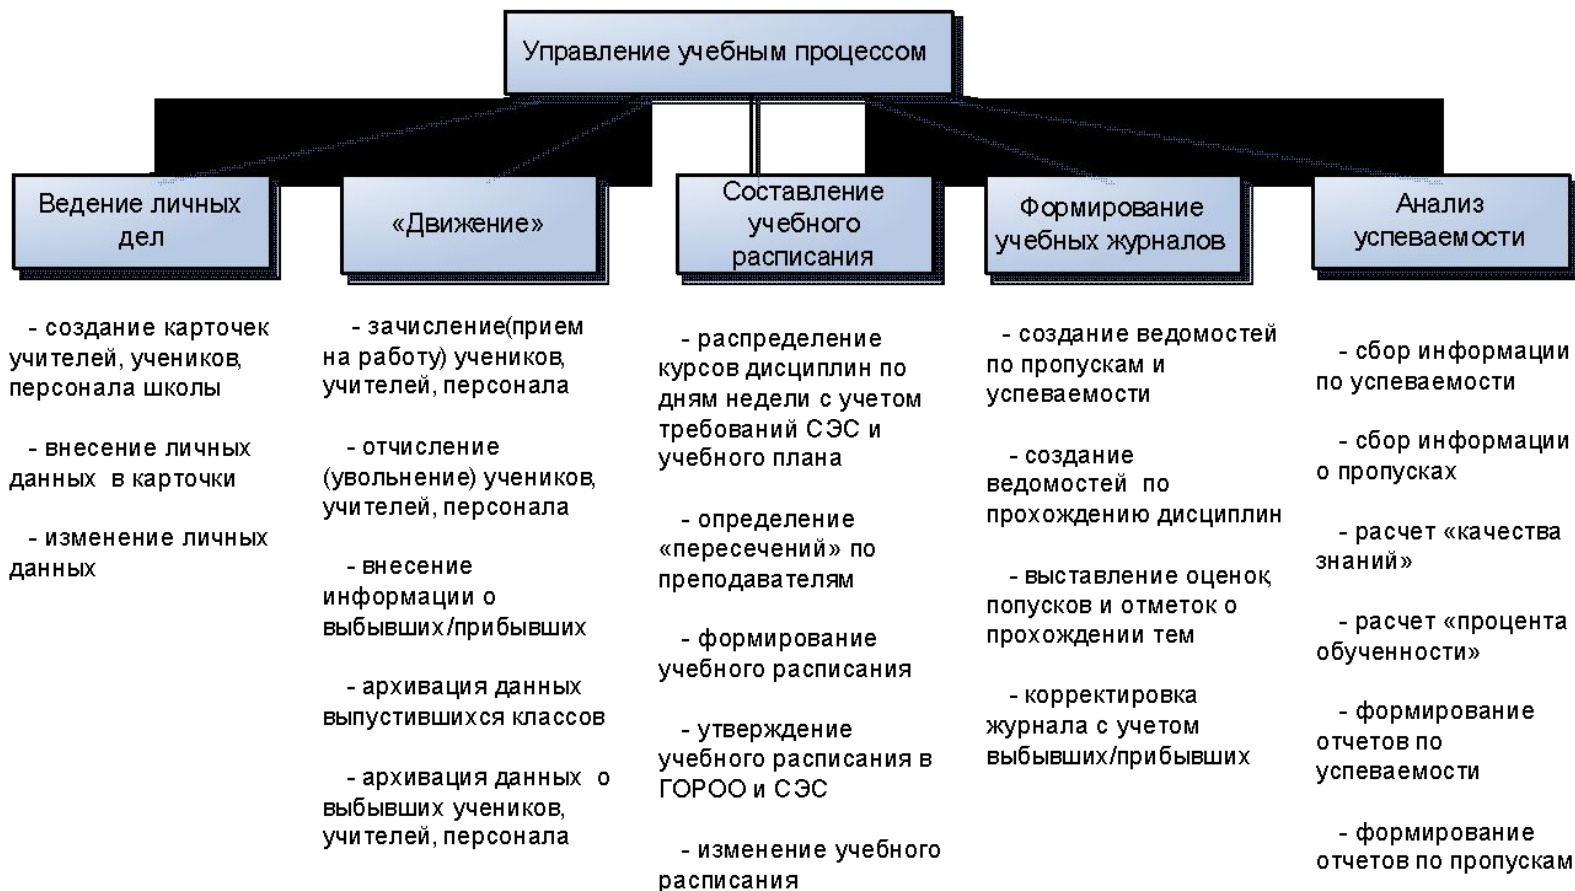 Управление учебным процессом
Ведение личных
дел
«Движение»
Составление
учебного
расписания
Формирование
учебных журналов
Анализ
успеваемости
- создание карточек
учителей, учеников,
персонала школы
- внесение личных
данных в карточки
- изменение личных
данных
- зачисление(прием
на работу) учеников,
учителей, персонала
- отчисление
(увольнение) учеников,
учителей, персонала
- внесение
информации о
выбывших/прибывших
- архивация данных
выпустившихся классов
- архивация данных о
выбывших учеников,
учителей, персонала
- распределение
курсов дисциплин по
дням недели с учетом
требований СЭС и
учебного плана
- определение
«пересечений» по
преподавателям
- формирование
учебного расписания
- утверждение
учебного расписания в
ГОРОО и СЭС
- изменение учебного
расписания
- создание ведомостей
по пропускам и
успеваемости
- создание
ведомостей по
прохождению дисциплин
- выставление оценок,
попусков и отметок о
прохождении тем
- корректировка
журнала с учетом
выбывших/прибывших
- сбор информации
по успеваемости
- сбор информации
о пропусках
- расчет «качества
знаний»
- расчет «процента
обученности»
- формирование
отчетов по
успеваемости
- формирование
отчетов по пропускам